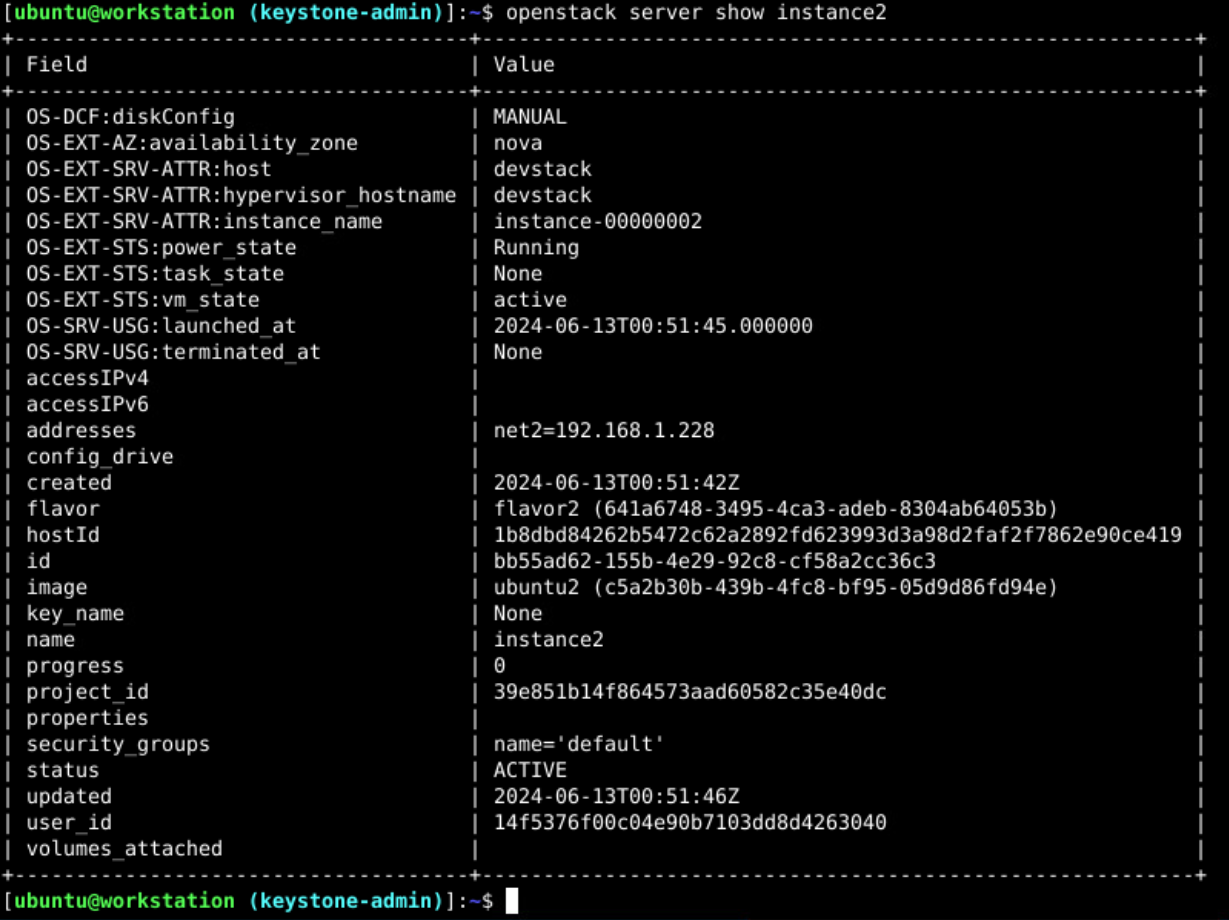 [ubuntu@workstation (keystone-admin)]:~$ openstack server show instance2
+-------------------------------------+----------------------------------------------------------+
| Field                               | Value                                                    |
+-------------------------------------+----------------------------------------------------------+
| OS-DCF:diskConfig                   | MANUAL                                                   |
| OS-EXT-AZ:availability_zone         | nova                                                     |
| OS-EXT-SRV-ATTR:host                | devstack                                                 |
| OS-EXT-SRV-ATTR:hypervisor_hostname | devstack                                                 |
| OS-EXT-SRV-ATTR:instance_name       | instance-00000002                                        |
| OS-EXT-STS:power_state              | Running                                                  |
| OS-EXT-STS:task_state               | None                                                     |
| OS-EXT-STS:vm_state                 | active                                                   |
| OS-SRV-USG:launched_at              | 2024-06-13T00:51:45.000000                               |
| OS-SRV-USG:terminated_at            | None                                                     |
| accessIPv4                          |                                                          |
| accessIPv6                          |                                                          |
| addresses                           | net2=192.168.1.228                                       |
| config_drive                        |                                                          |
| created                             | 2024-06-13T00:51:42Z                                     |
| flavor                              | flavor2 (641a6748-3495-4ca3-adeb-8304ab64053b)           |
| hostId                              | 1b8dbd84262b5472c62a2892fd623993d3a98d2faf2f7862e90ce419 |
| id                                  | bb55ad62-155b-4e29-92c8-cf58a2cc36c3                     |
| image                               | ubuntu2 (c5a2b30b-439b-4fc8-bf95-05d9d86fd94e)           |
| key_name                            | None                                                     |
| name                                | instance2                                                |
| progress                            | 0                                                        |
| project_id                          | 39e851b14f864573aad60582c35e40dc                         |
| properties                          |                                                          |
| security_groups                     | name='default'                                           |
| status                              | ACTIVE                                                   |
| updated                             | 2024-06-13T00:51:46Z                                     |
| user_id                             | 14f5376f00c04e90b7103dd8d4263040                         |
| volumes_attached                    |                                                          |
+-------------------------------------+----------------------------------------------------------+
[ubuntu@workstation (keystone-admin)]:~$